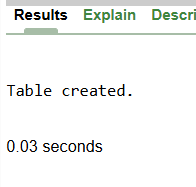 Results Explain Descri
Table created.
0.03 seconds